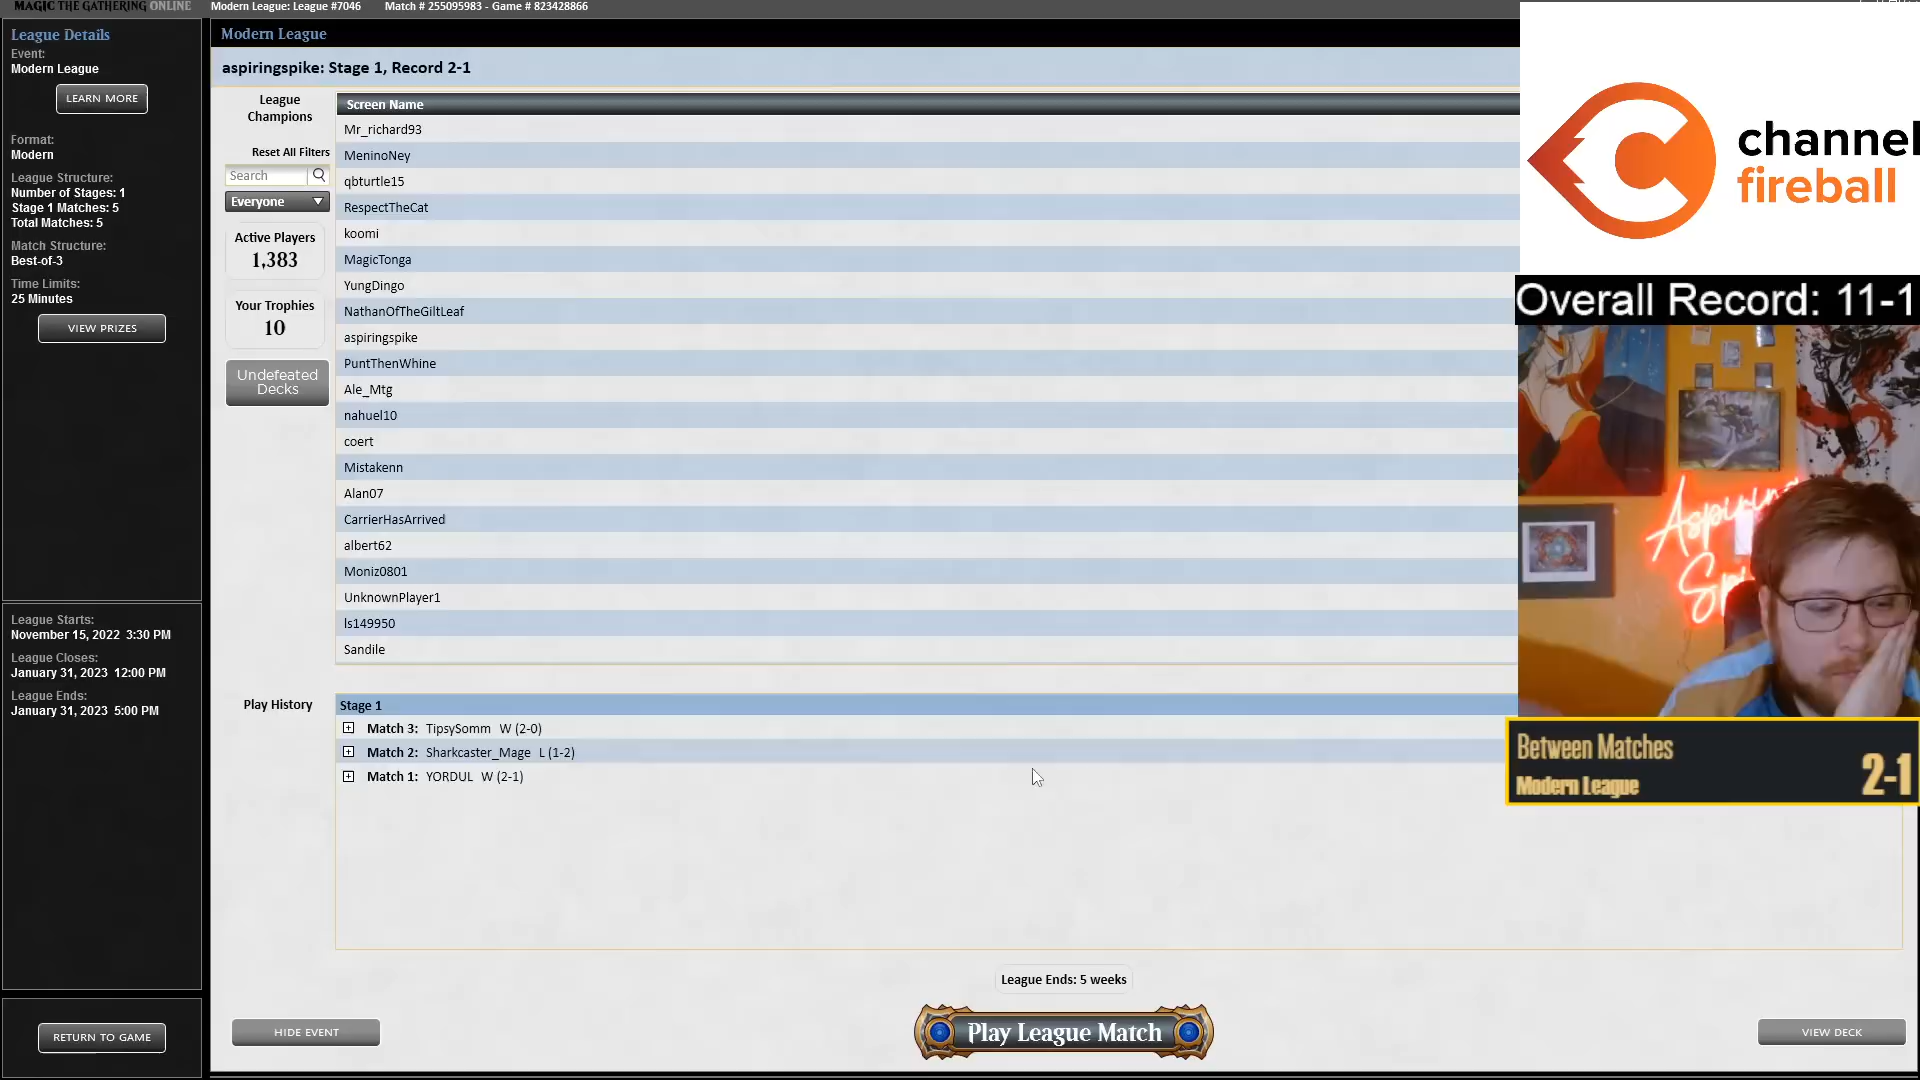 MAGIC THE GATHERING ONLINE
Modern League: League #7046
Match # 255095983 - Game # 823428866
League Details
Event:
Modern League
LEARN MORE
Format:
Modern
League Structure:
Number of Stages: 1
Stage 1 Matches: 5
Total Matches: 5
Match Structure:
Best-of-3
Time Limits:
25 Minutes
VIEW PRIZES
League Starts:
November 15, 2022 3:30 PM
League Closes:
January 31, 2023 12:00 PM
League Ends:
January 31, 2023 5:00 PM
RETURN TO GAME
Modern League
aspiringspike: Stage 1, Record 2-1
League
Champions
Reset All Filters
Search
Everyone
Active Players
1,383
Your Trophies
10
Undefeated
Decks
Screen Name
Mr_richard93
MeninoNey
qbturtle15
RespectTheCat
koomi
MagicTonga
YungDingo
NathanOfTheGiltLeaf
aspiringspike
PuntThenWhine
Ale_Mtg
nahuel10
coert
Mistakenn
Alan07
CarrierHasArrived
albert62
Moniz0801
UnknownPlayer1
ls149950
Sandile
Play History
Stage 1
Match 3: TipsySomm W (2-0)
Match 2: Sharkcaster_Mage L (1-2)
Match 1: YORDUL W (2-1)
League Ends: 5 weeks
HIDE EVENT
Play League Match
VIEW DECK
channel
fireball
Overall Record: 11-1
Aspiring
Sp
Between Matches
Modern League
2-1